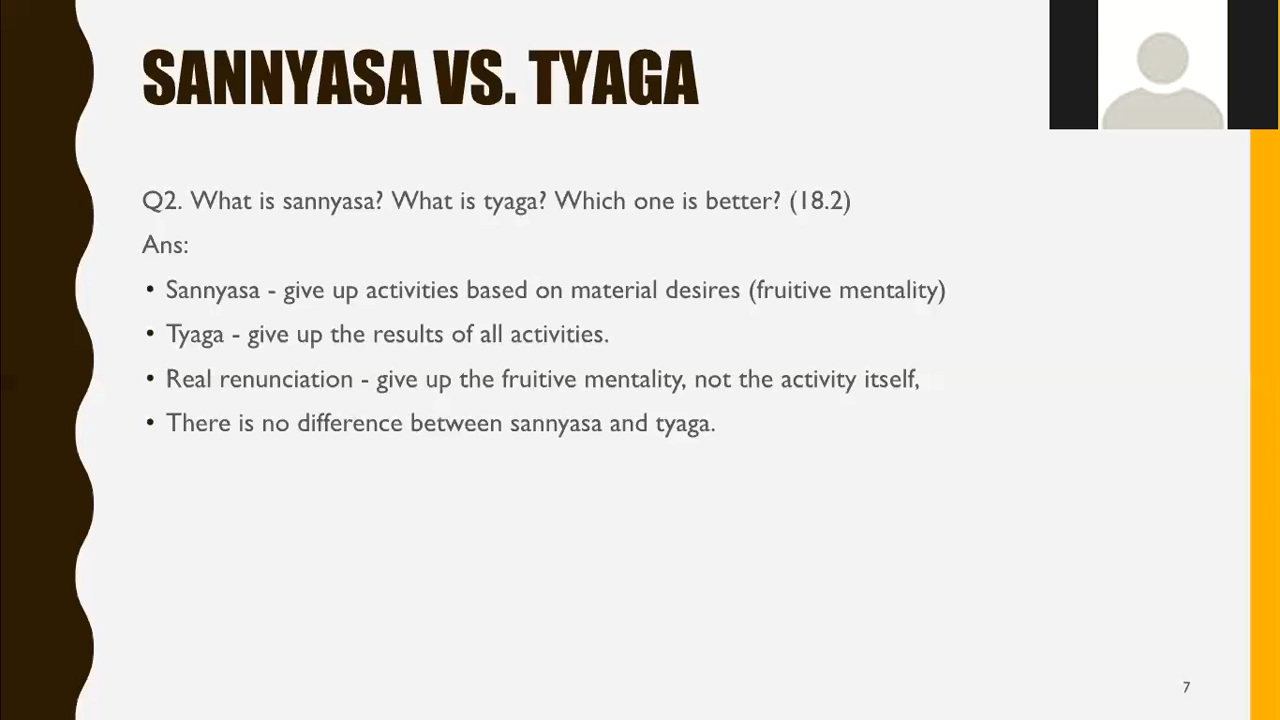 SANNYASA VS. TYAGA
Q2. What is sannyasa? What is tyaga? Which one is better? (18.2)
Ans:
• Sannyasa - give up activities based on material desires (fruitive mentality)
• Tyaga - give up the results of all activities.
• Real renunciation - give up the fruitive mentality, not the activity itself,
• There is no difference between sannyasa and tyaga.
7